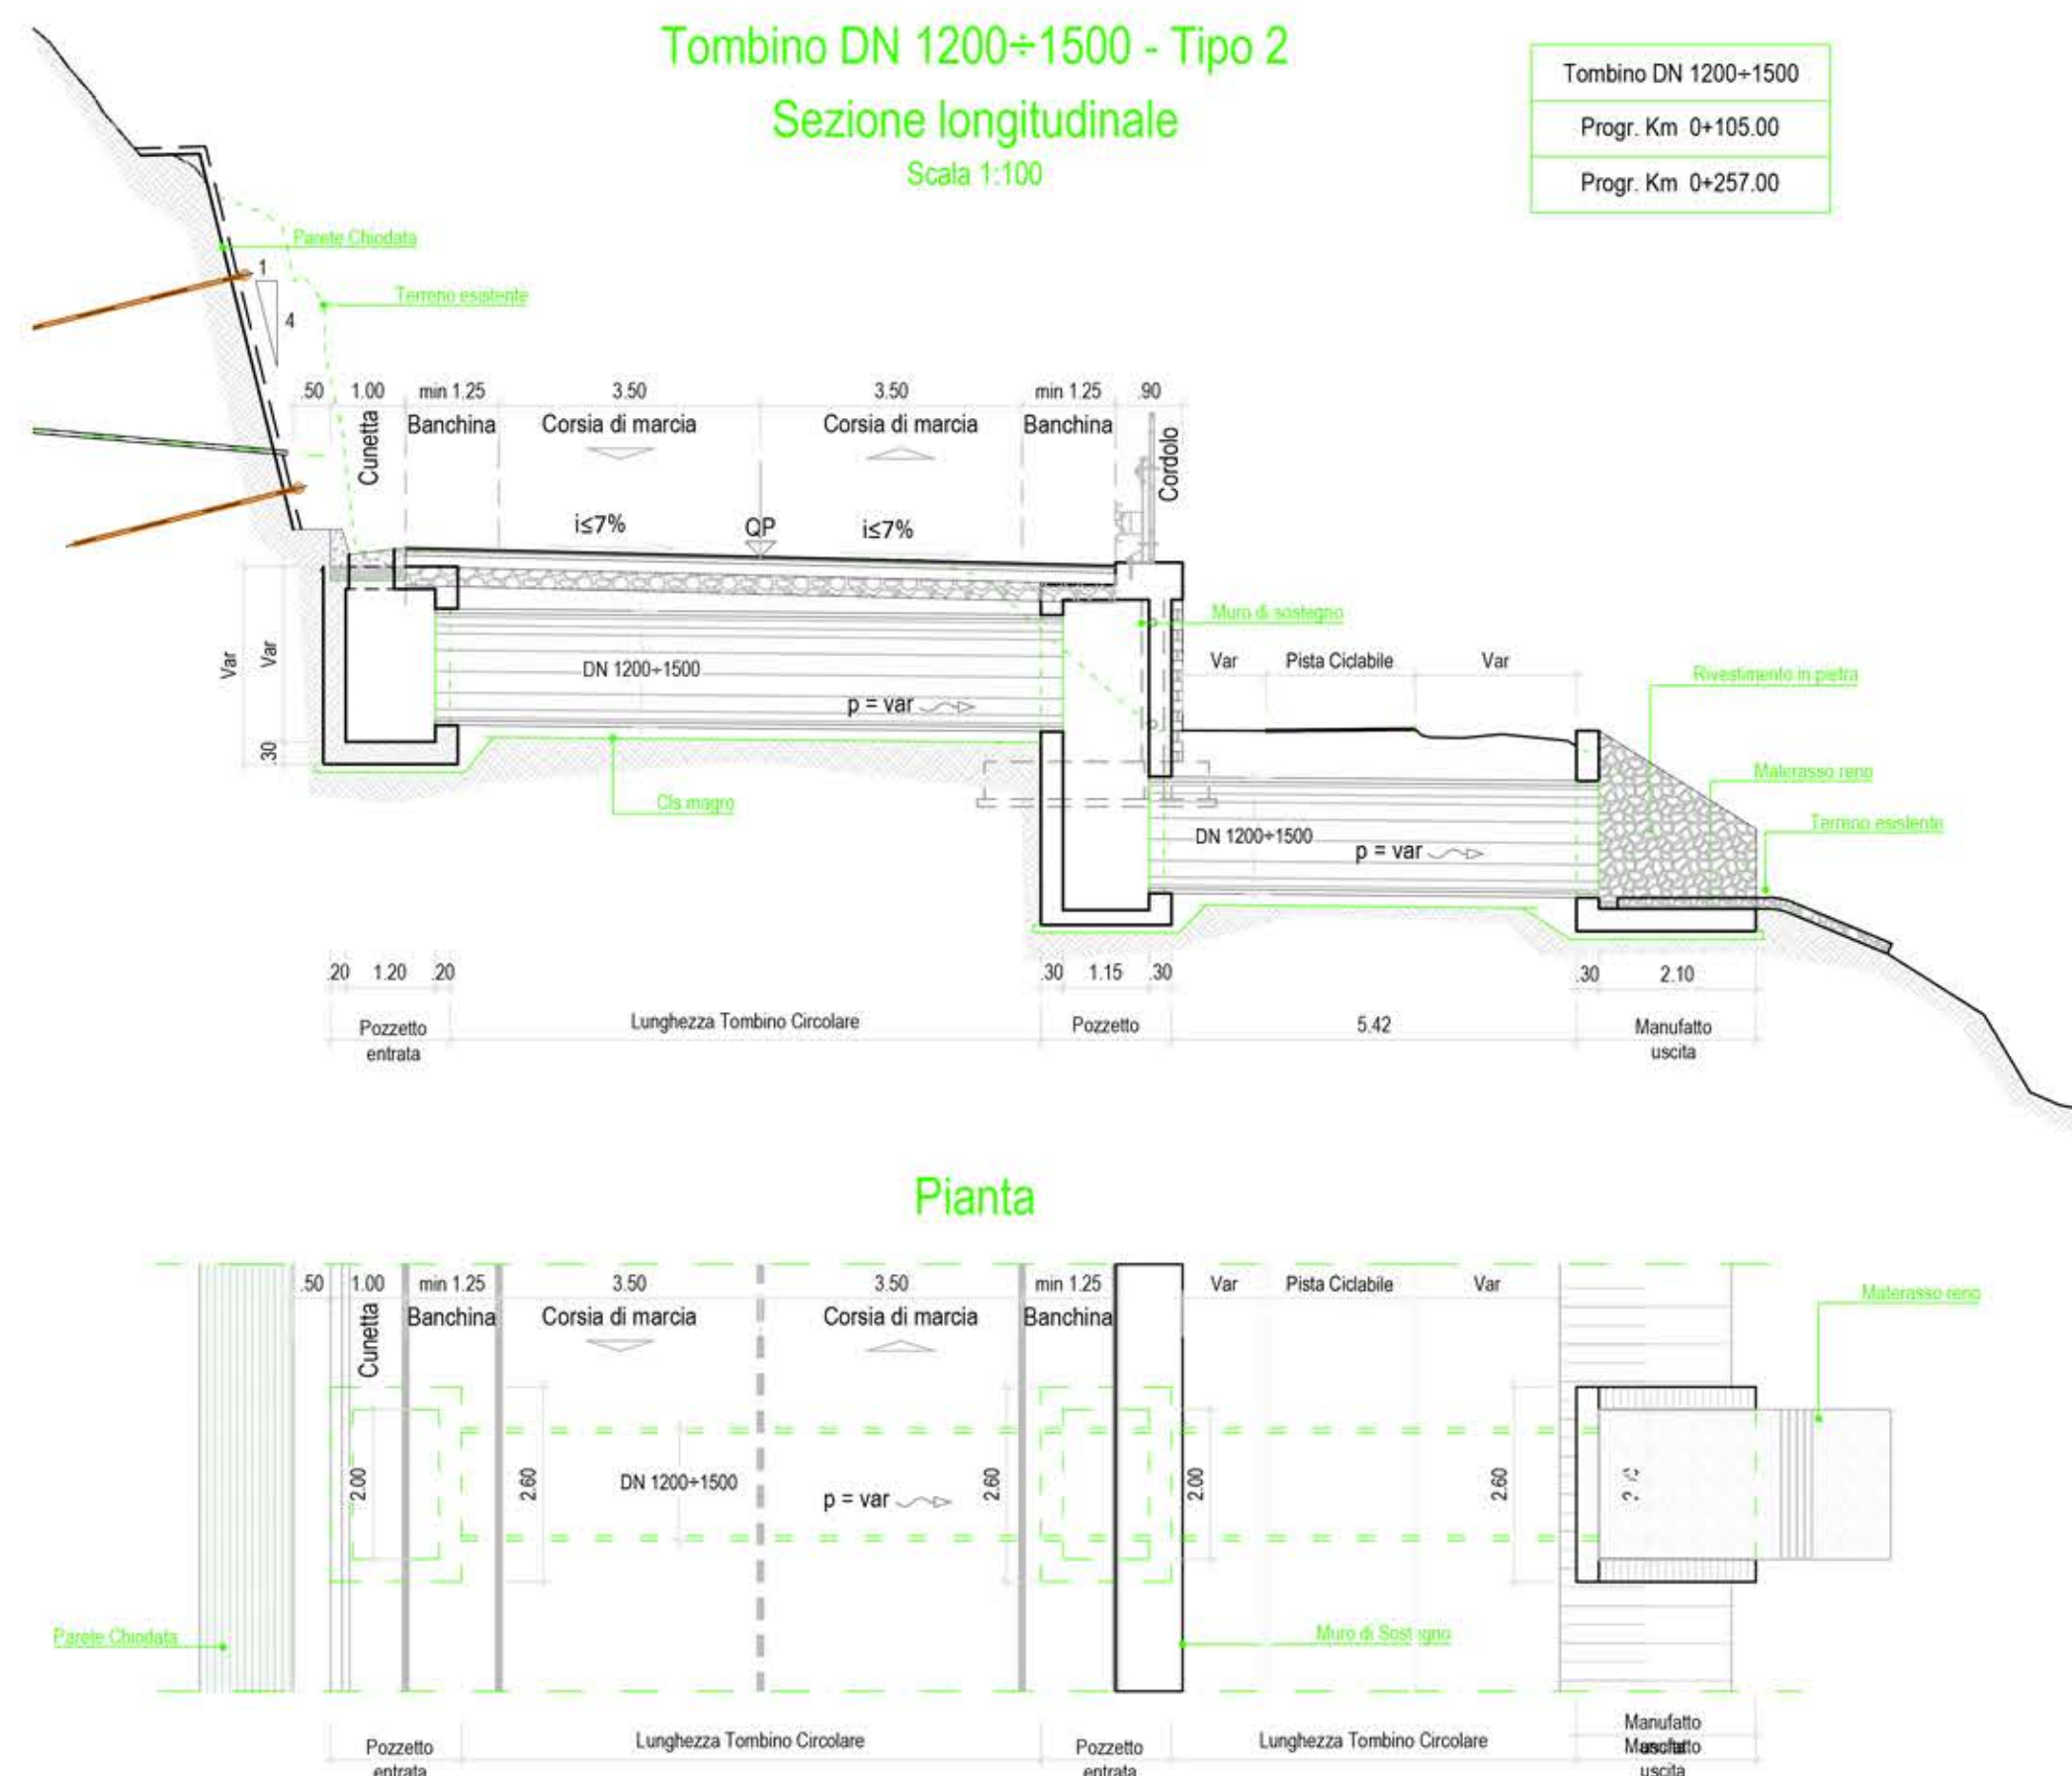 Tombino DN 1200÷1500 - Tipo 2
Sezione longitudinale
Scala 1:100
Tombino DN 1200÷1500
Progr. Km 0+105.00
Progr. Km 0+257.00
Parete Chiodata
1
4
Terreno esistente
.50 1.00 min 1.25 3.50 3.50 min 1.25 .90
Cunetta
Banchina Corsia di marcia Corsia di marcia Banchina
Cordolo
i≤7% QP i≤7%
Var
Var
.30
Muro di sostegno
DN 1200÷1500
p = var
Var Pista Ciclabile Var
Rivestimento in pietra
Materasso reno
Terreno esistente
Cls magro
DN 1200÷1500
p = var
.20 1.20 .20 .30 1.15 .30 .30 2.10
Pozzetto
entrata
Lunghezza Tombino Circolare
Pozzetto
5.42
Manufatto
uscita
Pianta
.50 1.00 min 1.25 3.50 3.50 min 1.25 Var Pista Ciclabile Var
Cunetta
Banchina Corsia di marcia Corsia di marcia Banchina
Materasso reno
2.00
2.60
DN 1200÷1500
p = var
2.60
2.00
2.60
Parete Chiodata
Muro di Sostegno
Pozzetto
entrata
Lunghezza Tombino Circolare
Pozzetto
entrata
Lunghezza Tombino Circolare
Manufatto
Manufatto
uscita